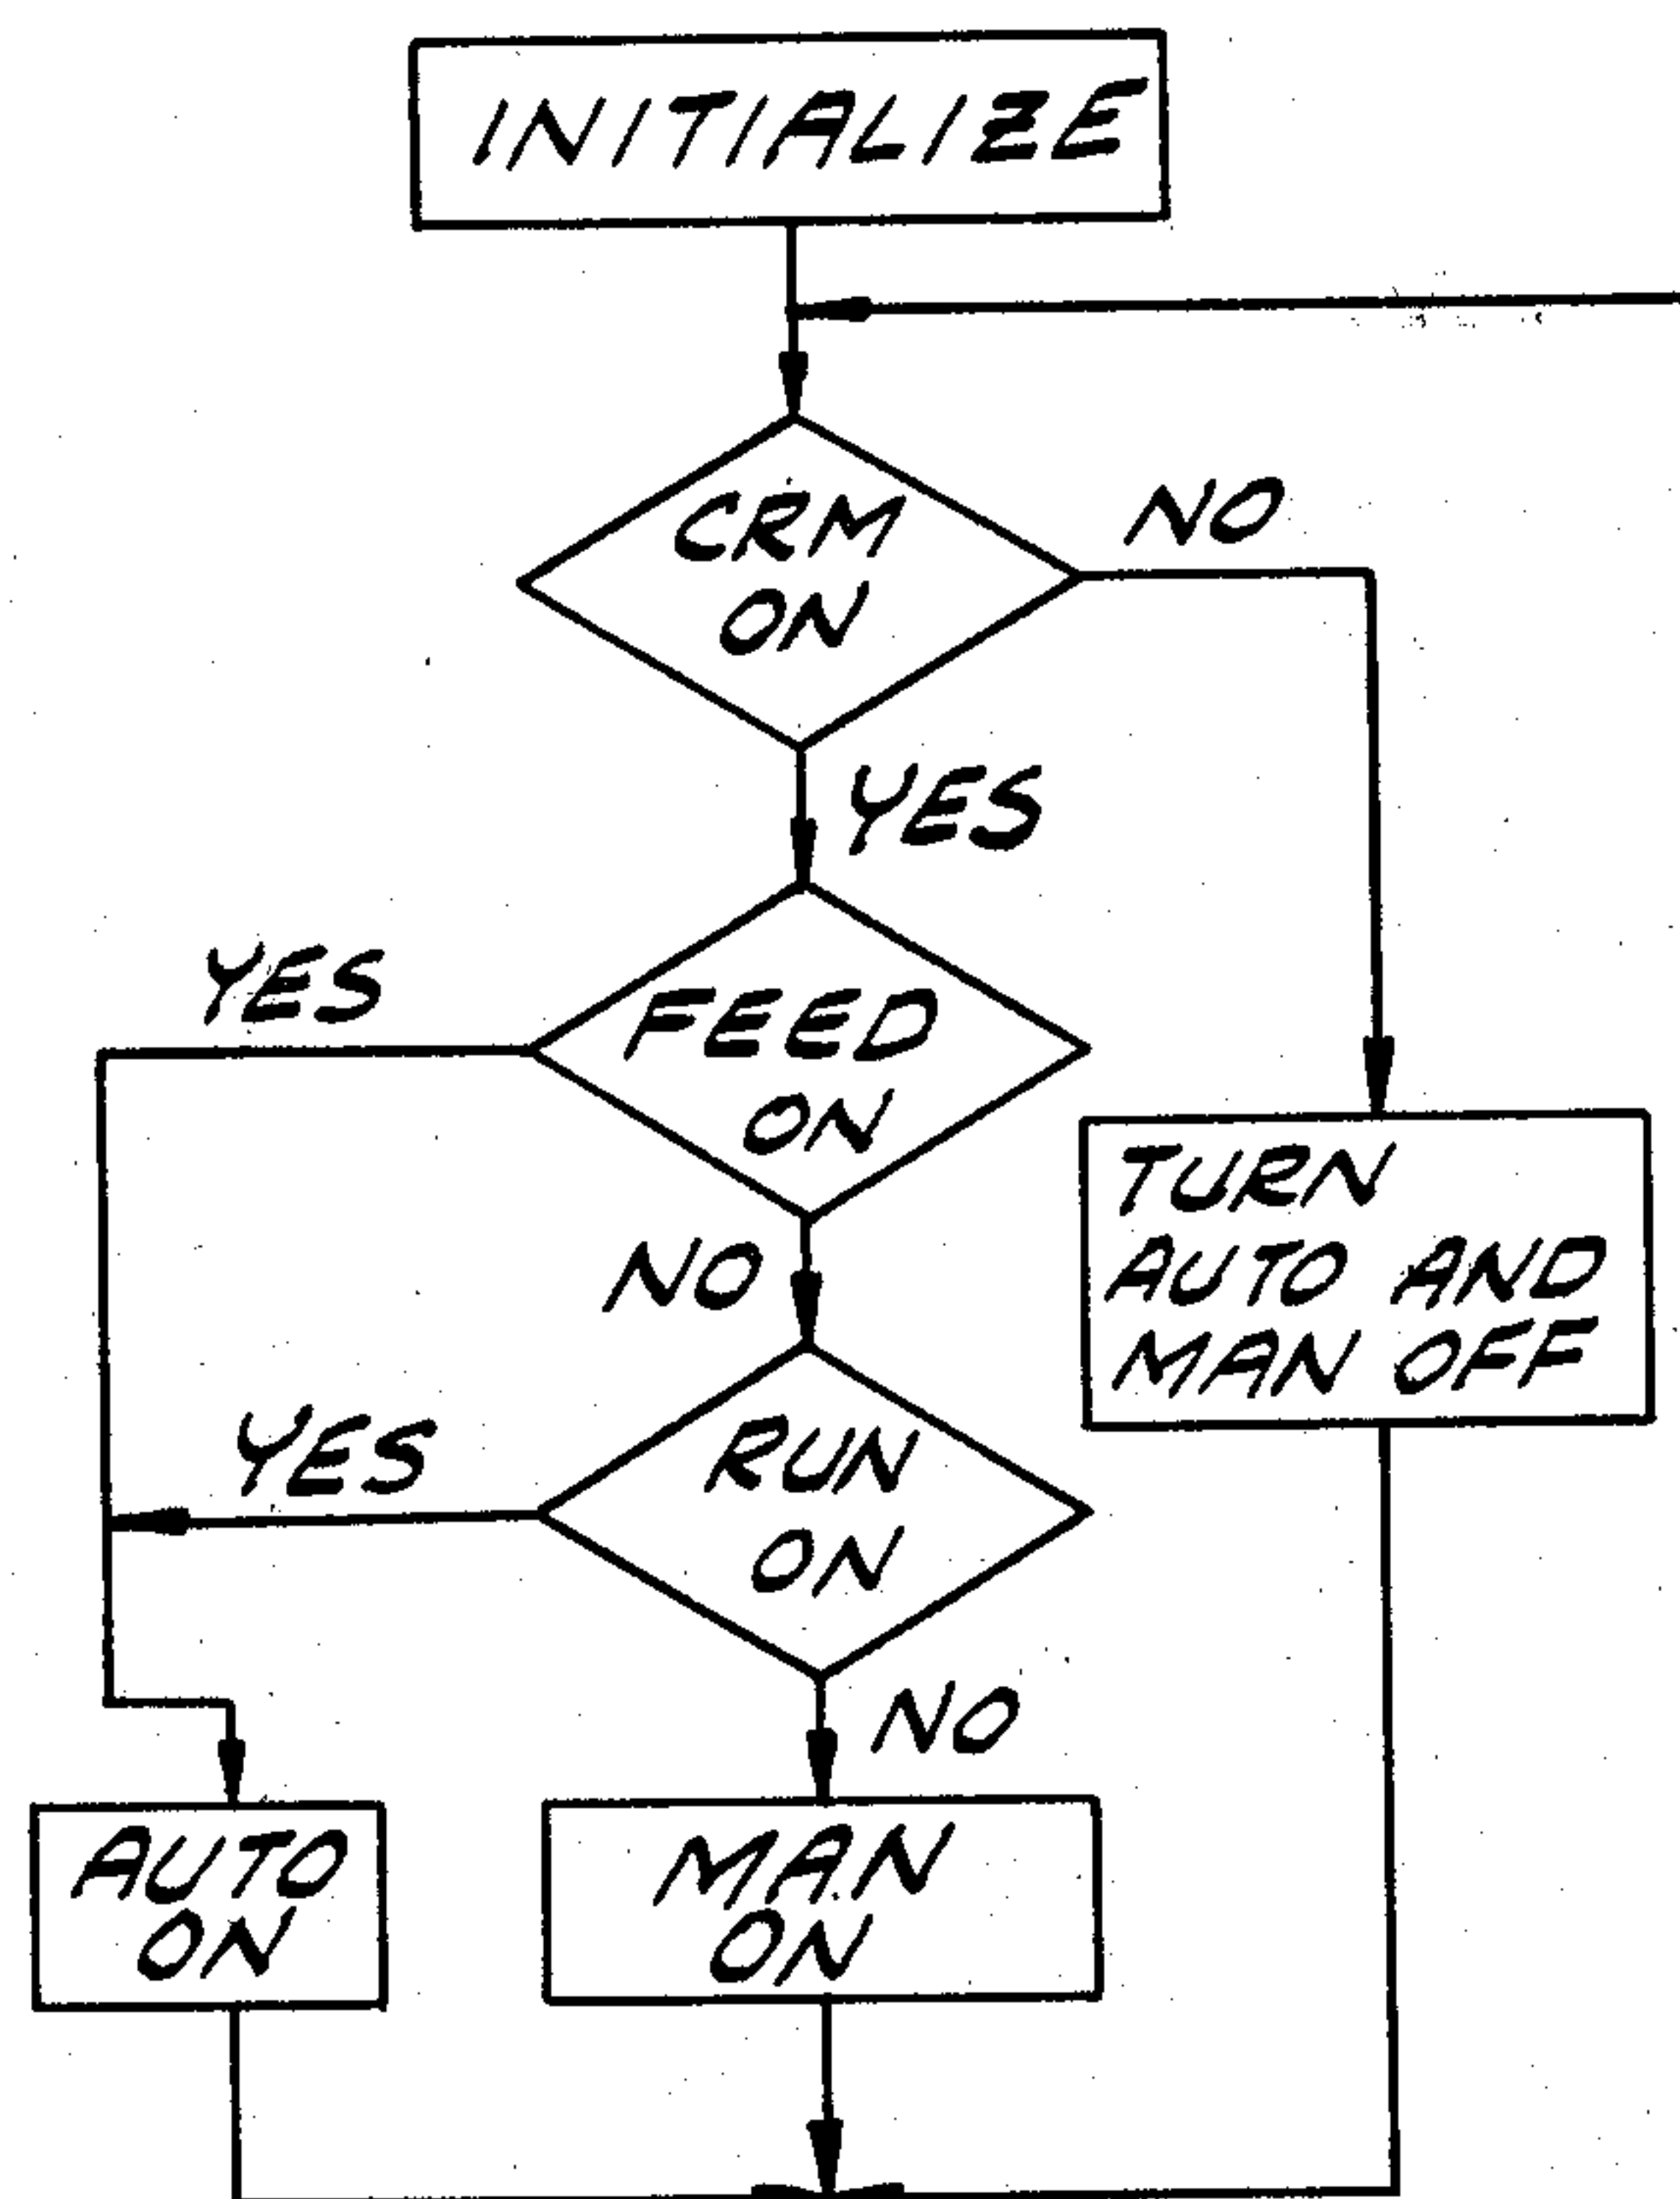 INITIALIZE
CRM
ON
NO
YES
YES
FEED
ON
NO
TURN
AUTO AND
MAN OFF
YES
RUN
ON
NO
AUTO
ON
MAN
ON